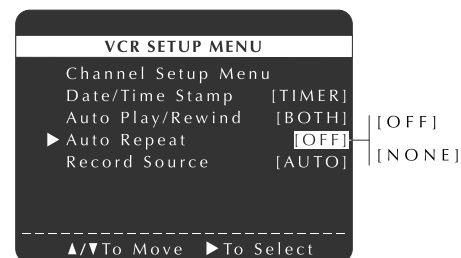 VCR SETUP MENU
Channel Setup Menu
Date/Time Stamp [TIMER]
Auto Play/Rewind [BOTH]
▶ Auto Repeat [OFF]
Record Source [AUTO]
▲/▼To Move ▶To Select
[OFF]
[NONE]